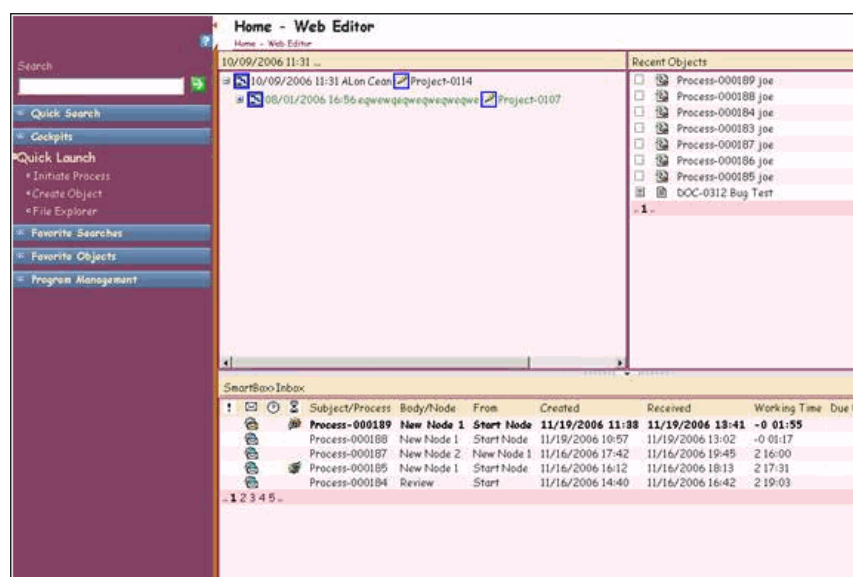 Home - Web Editor
Home - Web Editor
?
Search
Quick Search
Cockpits
Quick Launch
Initiate Process
Create Object
File Explorer
Favorite Searches
Favorite Objects
Program Management
10/09/2006 11:31 ...
10/09/2006 11:31 ALon Cean Project-0114
08/01/2006 16:56 eqwewqeqweqweqweqwe Project-0107
Recent Objects
Process-000189 joe
Process-000188 joe
Process-000184 joe
Process-000183 joe
Process-000187 joe
Process-000186 joe
Process-000185 joe
DOC-0312 Bug Test
1
SmartBox Inbox
! Subject/Process Body/Node From Created Received Working Time Due
Process-000189 New Node 1 Start Node 11/19/2006 11:38 11/19/2006 13:41 -0 01:55
Process-000188 New Node 1 Start Node 11/19/2006 10:57 11/19/2006 13:02 -0 01:17
Process-000187 New Node 2 New Node 1 11/16/2006 17:42 11/16/2006 19:45 2 16:00
Process-000185 New Node 1 Start Node 11/16/2006 16:12 11/16/2006 18:13 2 17:31
Process-000184 Review Start 11/16/2006 14:40 11/16/2006 16:42 2 19:03
1 2 3 4 5